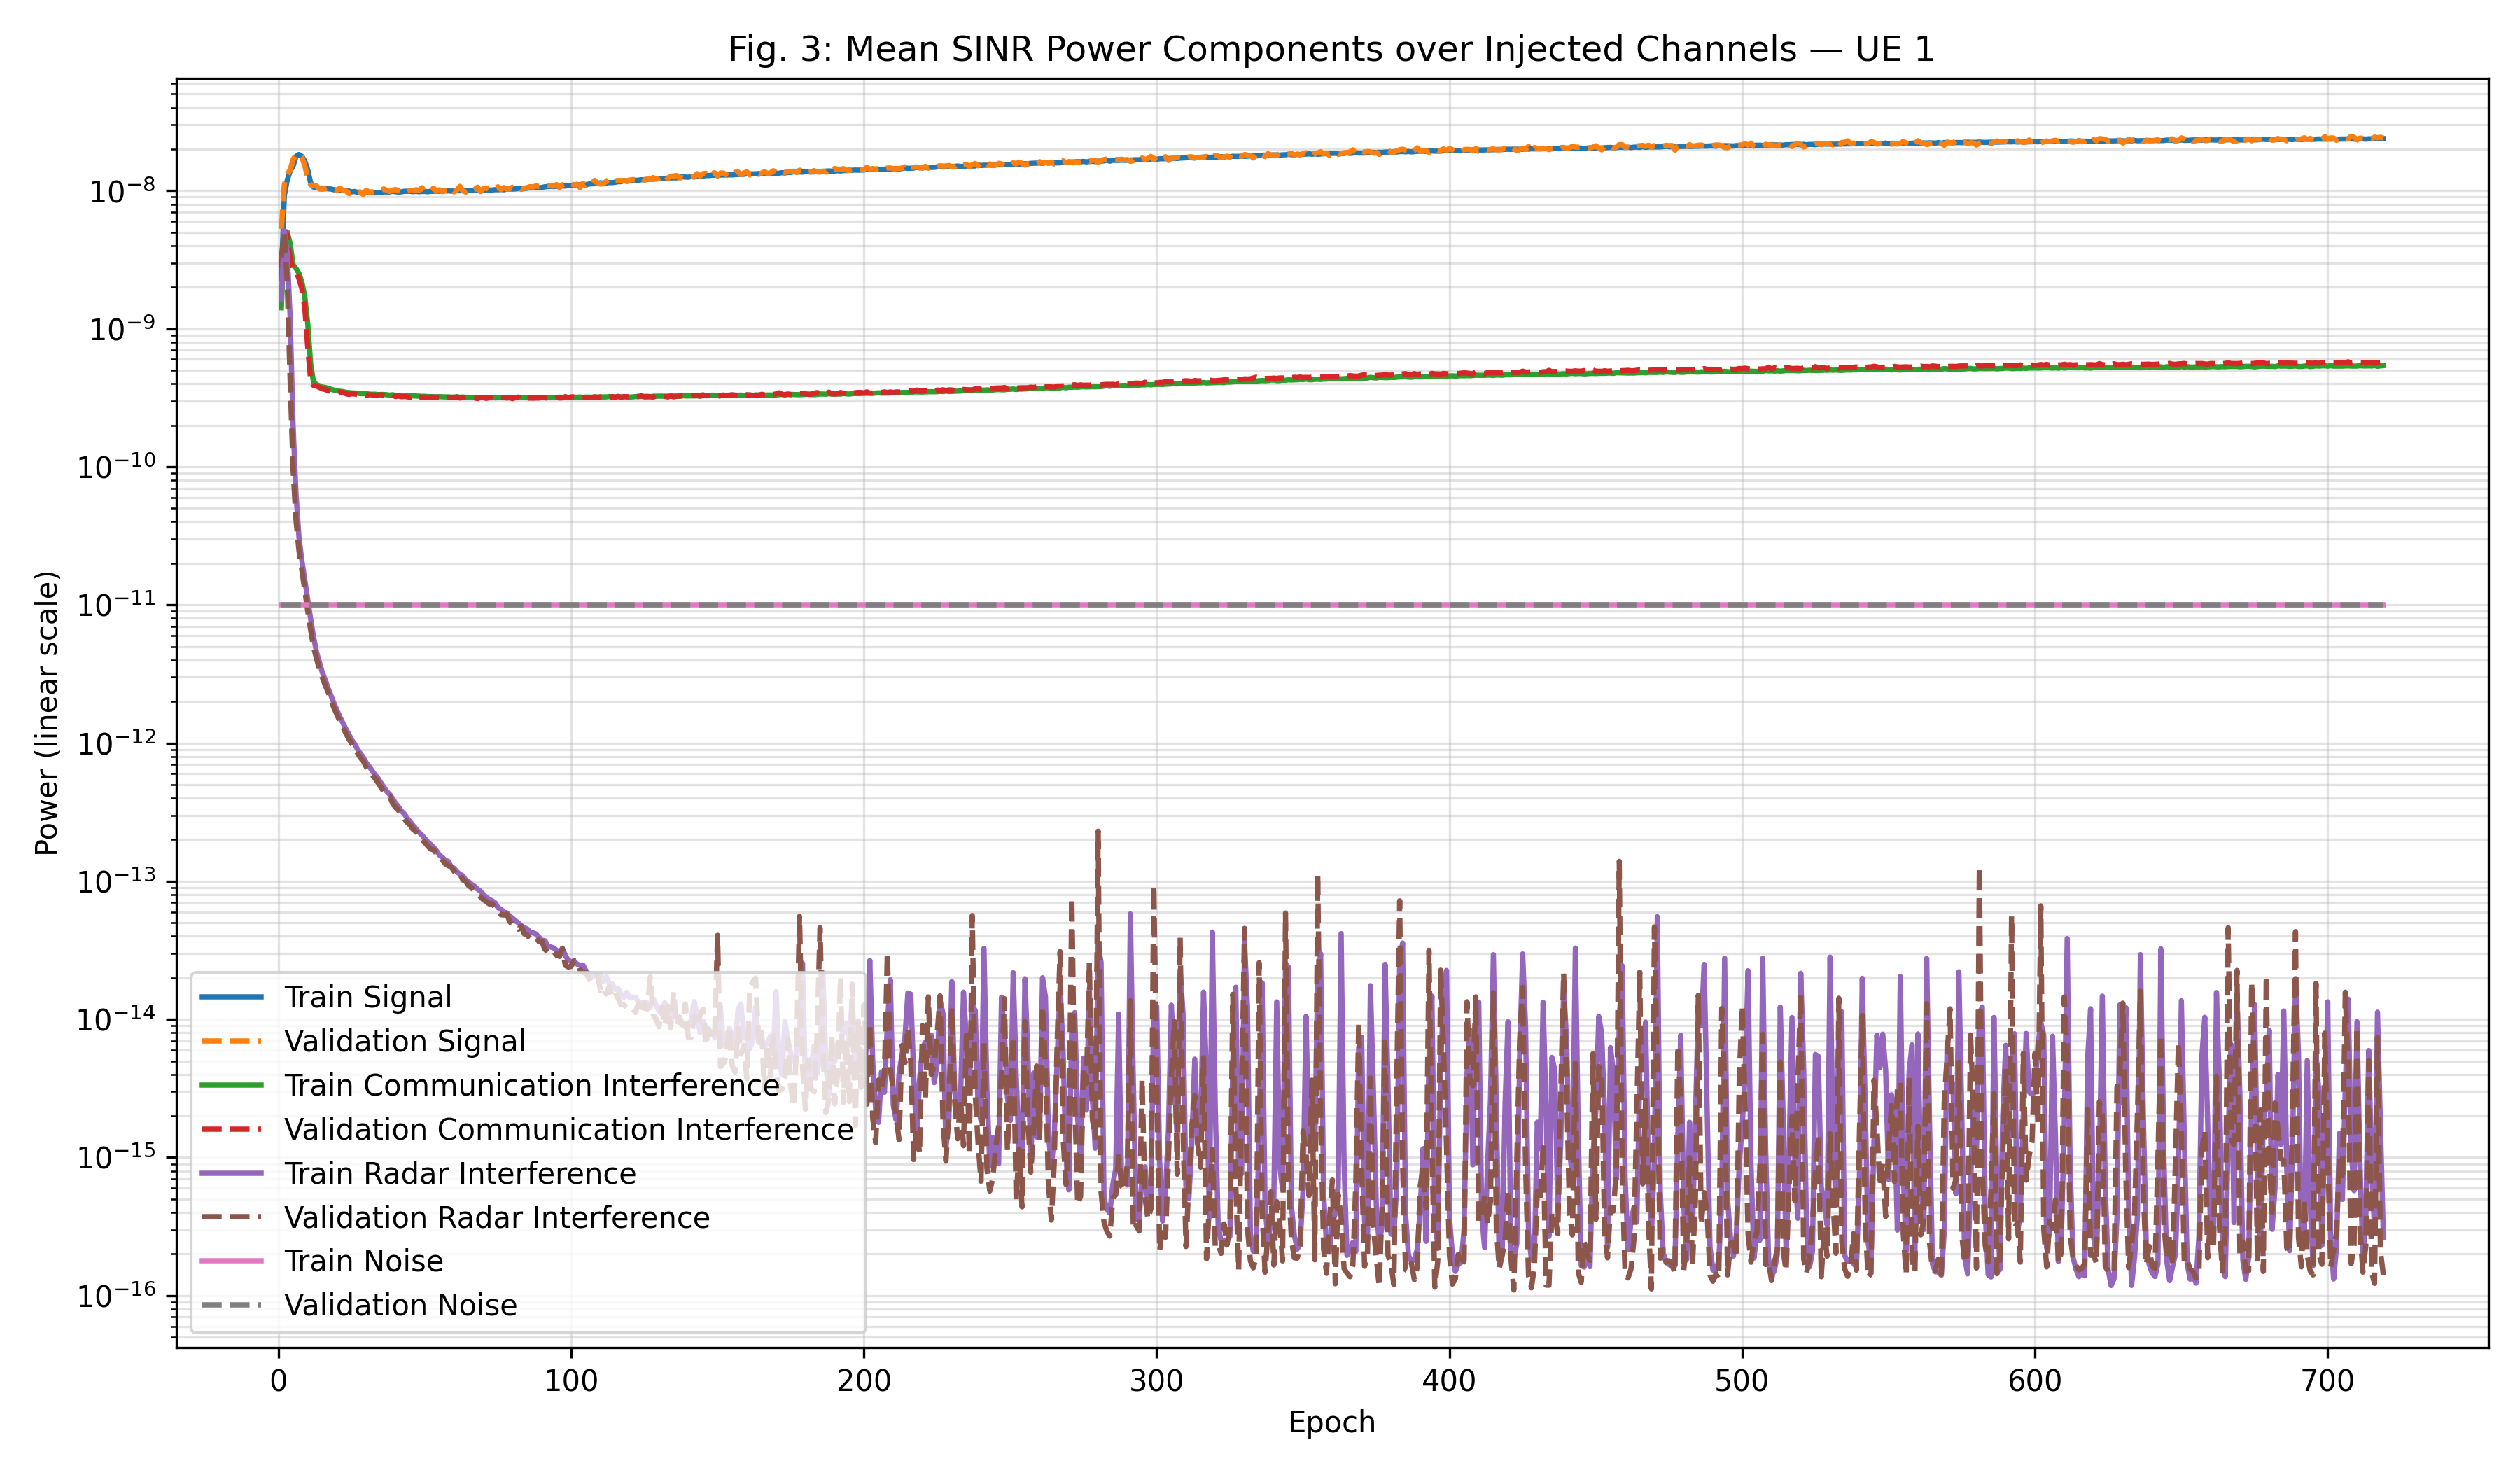 Fig. 3: Mean SINR Power Components over Injected Channels — UE 1
Power (linear scale)
10⁻⁸
10⁻⁹
10⁻¹⁰
10⁻¹¹
10⁻¹²
10⁻¹³
10⁻¹⁴
10⁻¹⁵
10⁻¹⁶
Train Signal
Validation Signal
Train Communication Interference
Validation Communication Interference
Train Radar Interference
Validation Radar Interference
Train Noise
Validation Noise
0 100 200 300 400 500 600 700
Epoch